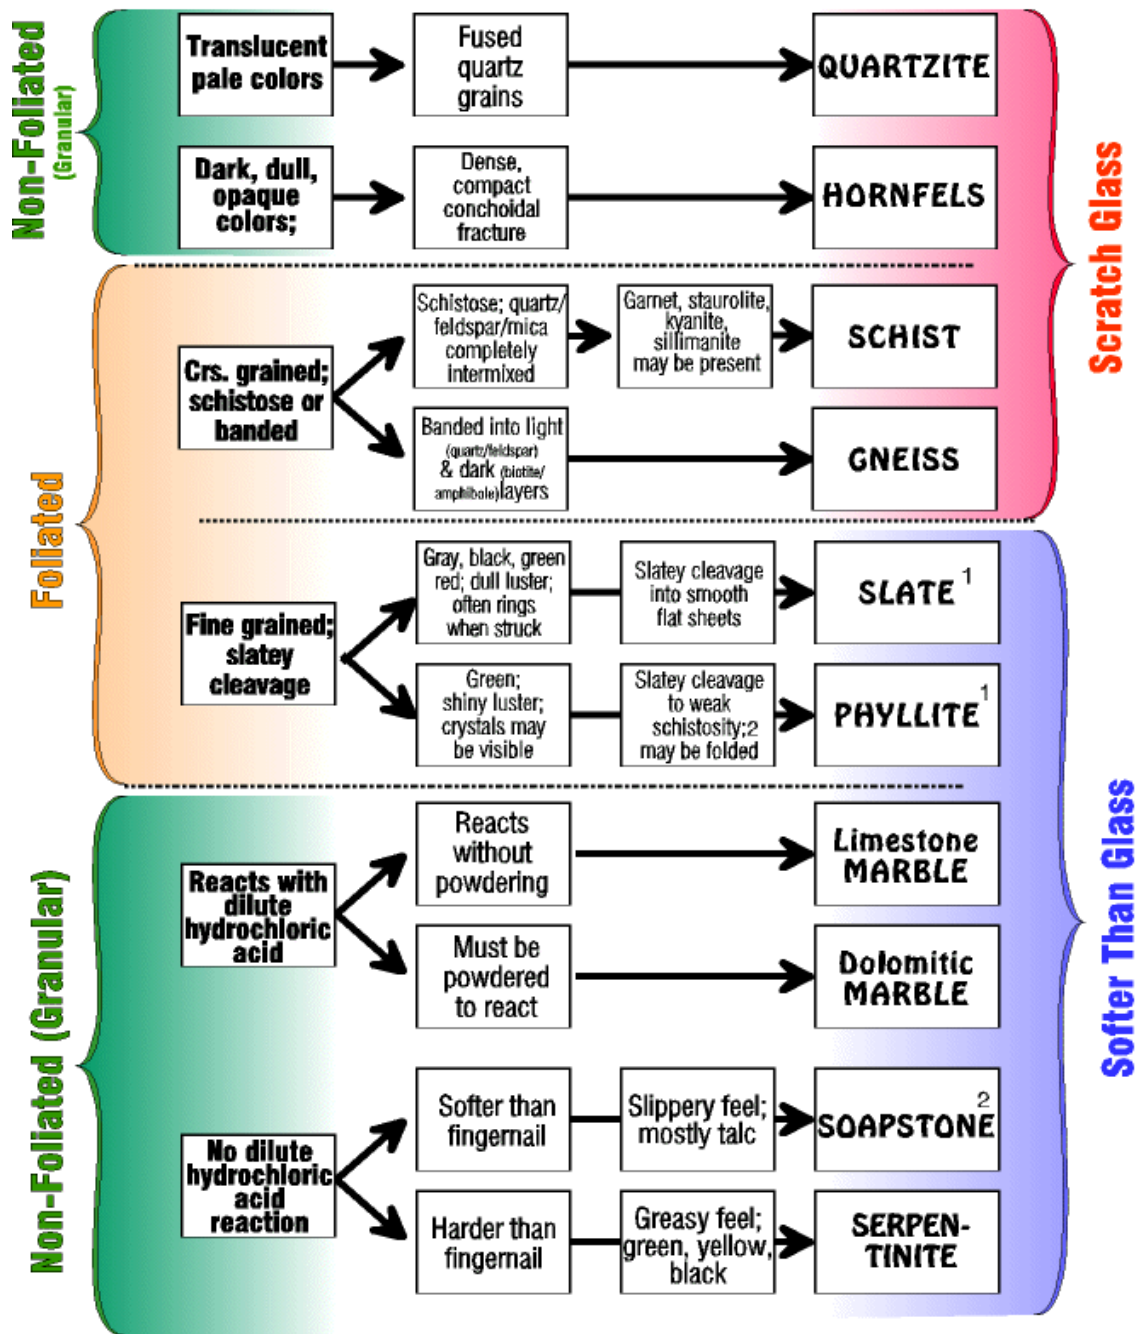 Non-Foliated
(Granular)
Translucent
pale colors
Fused
quartz
grains
QUARTZITE
Dark, dull,
opaque
colors;
Dense,
compact
conchoidal
fracture
HORNFELS
Scratch Glass
Foliated
Crs. grained;
schistose or
banded
Schistose; quartz/
feldspar/mica
completely
intermixed
Garnet, staurolite,
kyanite,
sillimanite
may be present
SCHIST
Banded into light
(quartz/feldspar)
& dark (biotite/
amphibole)layers
GNEISS
Fine grained;
slatey
cleavage
Gray, black, green
red; dull luster;
often rings
when struck
Slatey cleavage
into smooth
flat sheets
SLATE 1
Green;
shiny luster;
crystals may
be visible
Slatey cleavage
to weak
schistosity;2
may be folded
PHYLLITE 1
Softer Than Glass
Non-Foliated (Granular)
Reacts with
dilute
hydrochloric
acid
Reacts
without
powdering
Limestone
MARBLE
Must be
powdered
to react
Dolomitic
MARBLE
No dilute
hydrochloric
acid
reaction
Softer than
fingernail
Slippery feel;
mostly talc
SOAPSTONE 2
Harder than
fingernail
Greasy feel;
green, yellow,
black
SERPEN-
TINITE